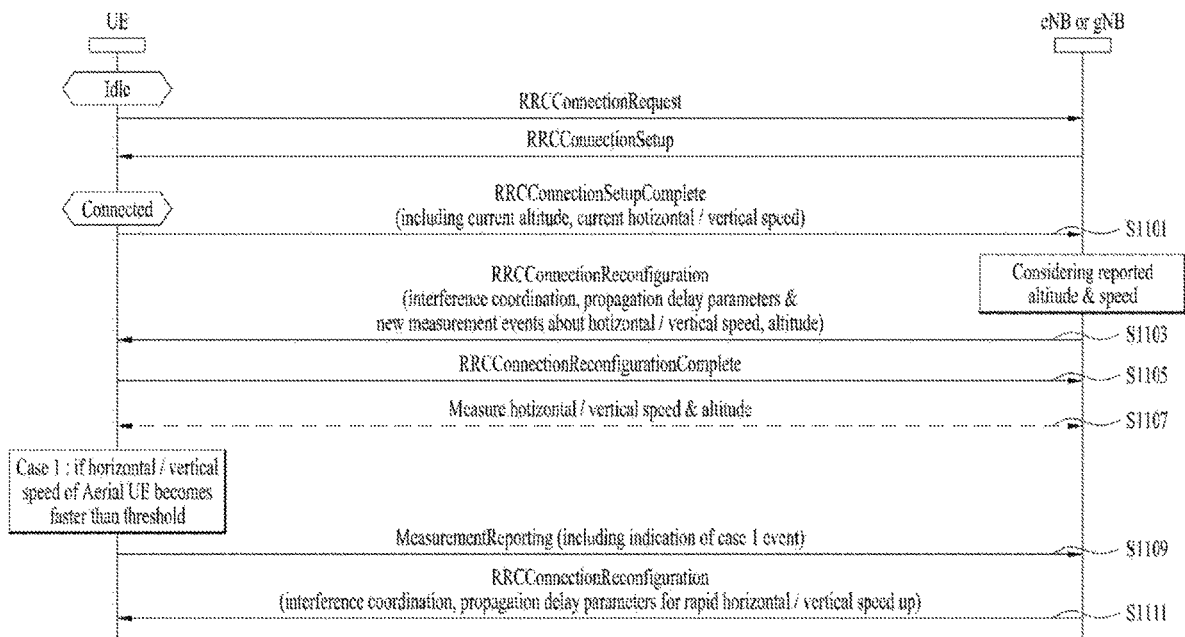 UE
eNB or gNB
Idle
RRCConnectionRequest
RRCConnectionSetup
Connected
RRCConnectionSetupComplete
(including current altitude, current hotizontal / vertical speed)
S1101
Considering reported
altitude & speed
RRCConnectionReconfiguration
(interference coordination, propagation delay parameters &
new measurement events about hotizontal / vertical speed, altitude)
S1103
RRCConnectionReconfigurationComplete
S1105
Measure hotizontal / vertical speed & altitude
S1107
Case 1 : if horizontal / vertical
speed of Aerial UE becomes
faster than threshold
MeasurementReporting (including indication of case 1 event)
S1109
RRCConnectionReconfiguration
(interference coordination, propagation delay parameters for rapid horizontal / vertical speed up)
S1111